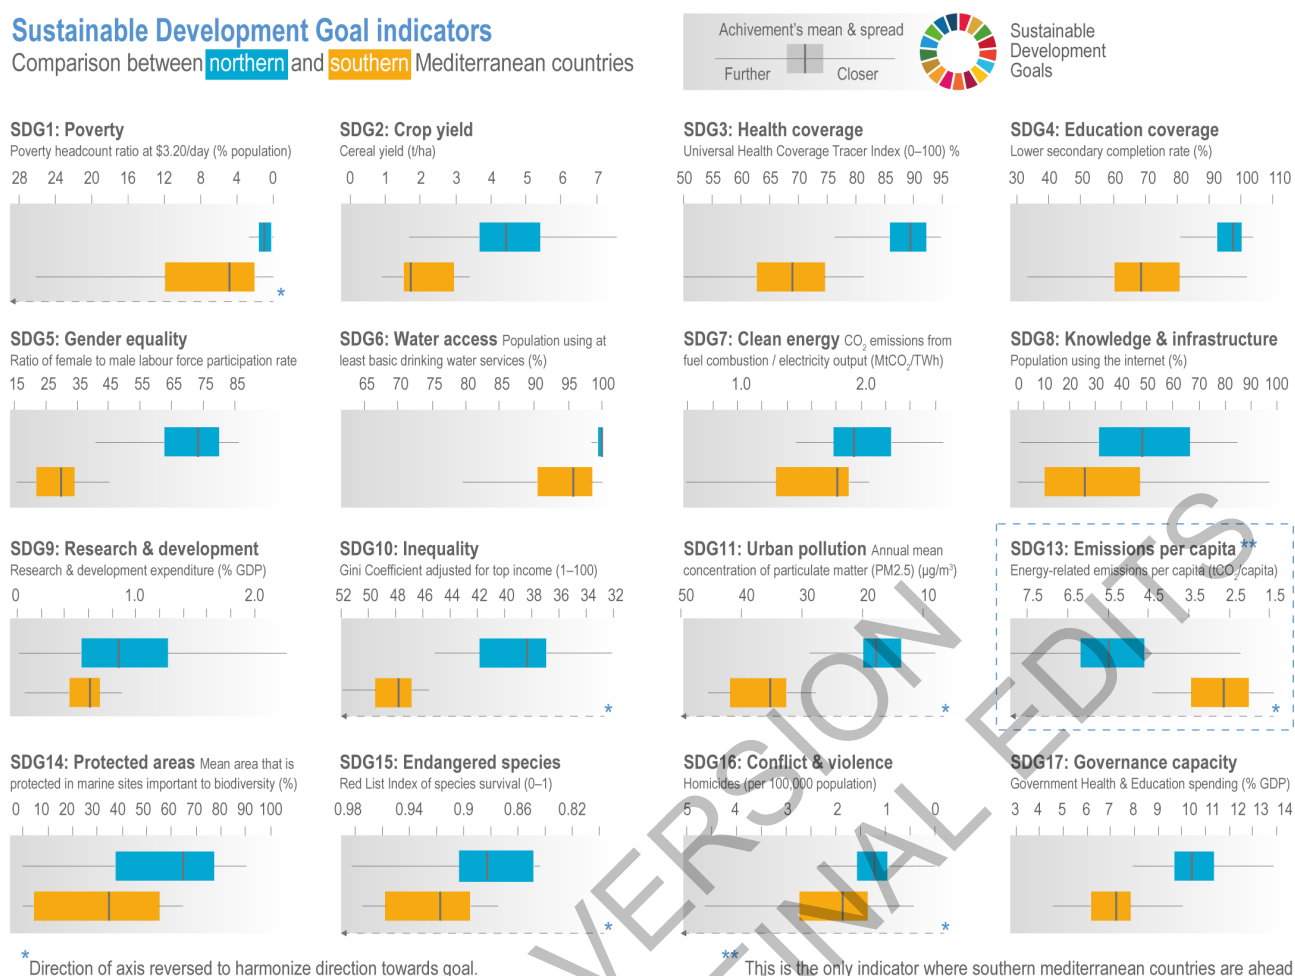 Sustainable Development Goal indicators
Comparison between northern and southern Mediterranean countries
Achivement's mean & spread
Further Closer
Sustainable
Development
Goals
SDG1: Poverty
Poverty headcount ratio at $3.20/day (% population)
28 24 20 16 12 8 4 0
*
SDG2: Crop yield
Cereal yield (t/ha)
0 1 2 3 4 5 6 7
SDG3: Health coverage
Universal Health Coverage Tracer Index (0–100) %
50 55 60 65 70 75 80 85 90 95
SDG4: Education coverage
Lower secondary completion rate (%)
30 40 50 60 70 80 90 100 110
SDG5: Gender equality
Ratio of female to male labour force participation rate
15 25 35 45 55 65 75 85
SDG6: Water access Population using at
least basic drinking water services (%)
65 70 75 80 85 90 95 100
SDG7: Clean energy CO2 emissions from
fuel combustion / electricity output (MtCO2/TWh)
1.0 2.0
SDG8: Knowledge & infrastructure
Population using the internet (%)
0 10 20 30 40 50 60 70 80 90 100
SDG9: Research & development
Research & development expenditure (% GDP)
0 1.0 2.0
SDG10: Inequality
Gini Coefficient adjusted for top income (1–100)
52 50 48 46 44 42 40 38 36 34 32
*
SDG11: Urban pollution Annual mean
concentration of particulate matter (PM2.5) (µg/m³)
50 40 30 20 10
*
SDG13: Emissions per capita **
Energy-related emissions per capita (tCO2/capita)
7.5 6.5 5.5 4.5 3.5 2.5 1.5
*
SDG14: Protected areas Mean area that is
protected in marine sites important to biodiversity (%)
0 10 20 30 40 50 60 70 80 90 100
SDG15: Endangered species
Red List Index of species survival (0–1)
0.98 0.94 0.9 0.86 0.82
*
SDG16: Conflict & violence
Homicides (per 100,000 population)
5 4 3 2 1 0
*
SDG17: Governance capacity
Government Health & Education spending (% GDP)
3 4 5 6 7 8 9 10 11 12 13 14
* Direction of axis reversed to harmonize direction towards goal.
** This is the only indicator where southern mediterranean countries are ahead
VERSION
FINAL EDITS